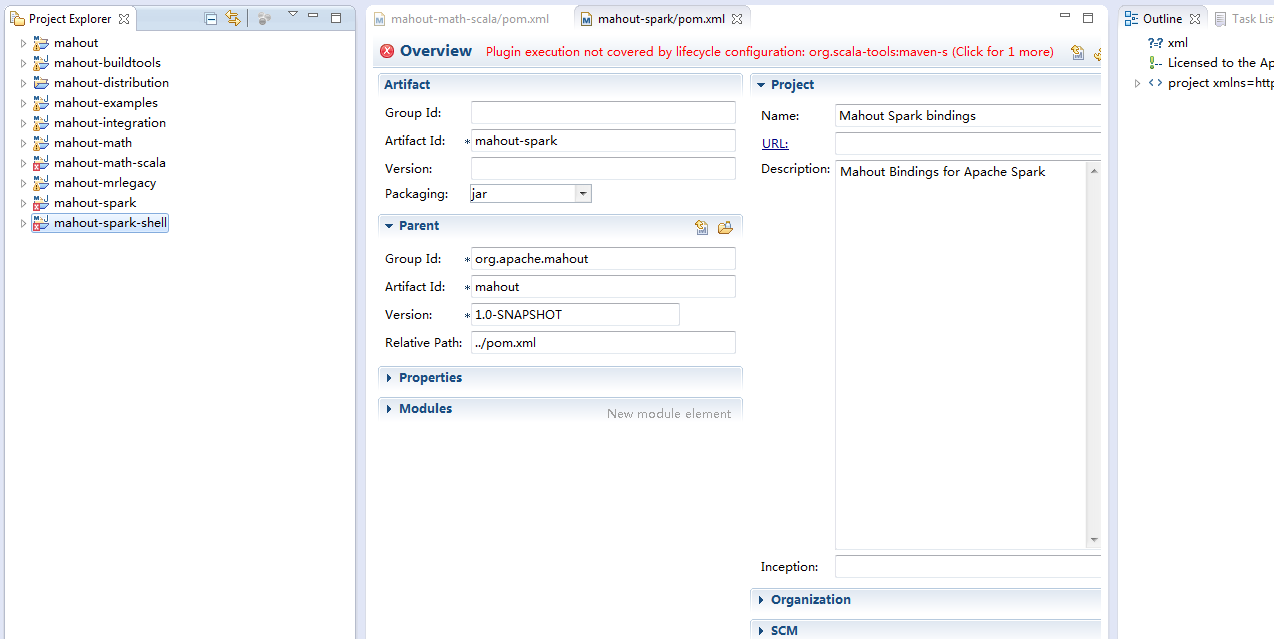 Project Explorer
mahout
mahout-buildtools
mahout-distribution
mahout-examples
mahout-integration
mahout-math
mahout-math-scala
mahout-mrlegacy
mahout-spark
mahout-spark-shell
mahout-math-scala/pom.xml
mahout-spark/pom.xml
Overview
Plugin execution not covered by lifecycle configuration: org.scala-tools:maven-s (Click for 1 more)
Artifact
Group Id:
Artifact Id: * mahout-spark
Version:
Packaging: jar
Parent
Group Id: * org.apache.mahout
Artifact Id: * mahout
Version: * 1.0-SNAPSHOT
Relative Path: ../pom.xml
Properties
Modules
New module element
Project
Name: Mahout Spark bindings
URL:
Description: Mahout Bindings for Apache Spark
Inception:
Organization
SCM
Outline
Task Lis
?-? xml
Licensed to the Ap
<> project xmlns=http